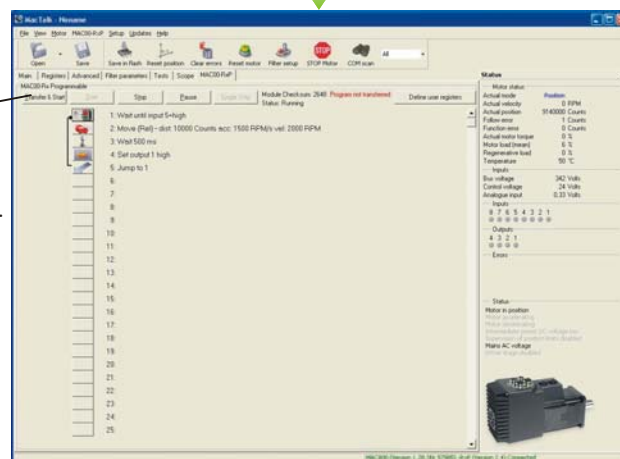 MacTalk - Noname
File View Motor MAC00-RxP Setup Updates Help
Open Save Save in flash Reset position Clear errors Reset motor Filter setup STOP Motor COM scan All
Main Registers Advanced Filter parameters Tests Scope MAC00-RxP
MAC00-Rx Programmable
Transfer & Start Stop Pause Module Checksum: 2648 Program not transferred Define user registers
Status: Running
1: Wait until input 5=high
2: Move (Rel) - dist: 10000 Counts acc: 1500 RPM/s vel: 2000 RPM
3: Wait 500 ms
4: Set output 1 high
5: Jump to 1
6:
7:
8:
9:
10:
11:
12:
13:
14:
15:
16:
17:
18:
19:
20:
21:
22:
23:
24:
25:
Status
Motor status
Actual mode Position
Actual velocity 0 RPM
Actual position 9140000 Counts
Follow error 1 Counts
Function error 0 Counts
Actual motor torque 0 %
Motor load (mean) 6 %
Regenerative load 0 %
Temperature 50 °C
Inputs
Bus voltage 342 Volts
Control voltage 24 Volts
Analogue input 0,33 Volts
Inputs
8 7 6 5 4 3 2 1
Outputs
4 3 2 1
Errors
Status
Motor in position
Motor accelerating
Motor decelerating
Position limits disabled
Mains AC voltage